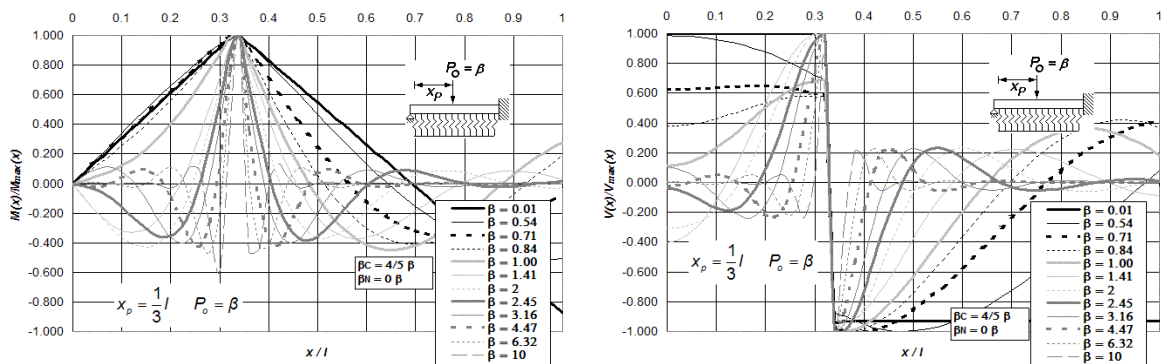 0 0.1 0.2 0.3 0.4 0.5 0.6 0.7 0.8 0.9 1
1.000
0.800
0.600
0.400
0.200
0.000
-0.200
-0.400
-0.600
-0.800
-1.000
M(x)/Mmax(x)
Po = β
xp
βC = 4/5 β
βN = 0 β
xp = 1/3 l Po = β
β = 0.01
β = 0.54
β = 0.71
β = 0.84
β = 1.00
β = 1.41
β = 2
β = 2.45
β = 3.16
β = 4.47
β = 6.32
β = 10
x / l
0 0.1 0.2 0.3 0.4 0.5 0.6 0.7 0.8 0.9 1
1.000
0.800
0.600
0.400
0.200
0.000
-0.200
-0.400
-0.600
-0.800
-1.000
V(x)/Vmax(x)
Po = β
xp
xp = 1/3 l Po = β
βC = 4/5 β
βN = 0 β
β = 0.01
β = 0.54
β = 0.71
β = 0.84
β = 1.00
β = 1.41
β = 2
β = 2.45
β = 3.16
β = 4.47
β = 6.32
β = 10
x / l